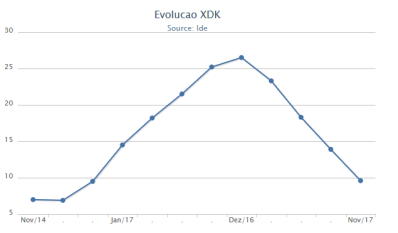 Evolucao XDK
Source: Ide
30
25
20
15
10
5
Nov/14 . . Jan/17 . . . Dez/16 . . . Nov/17